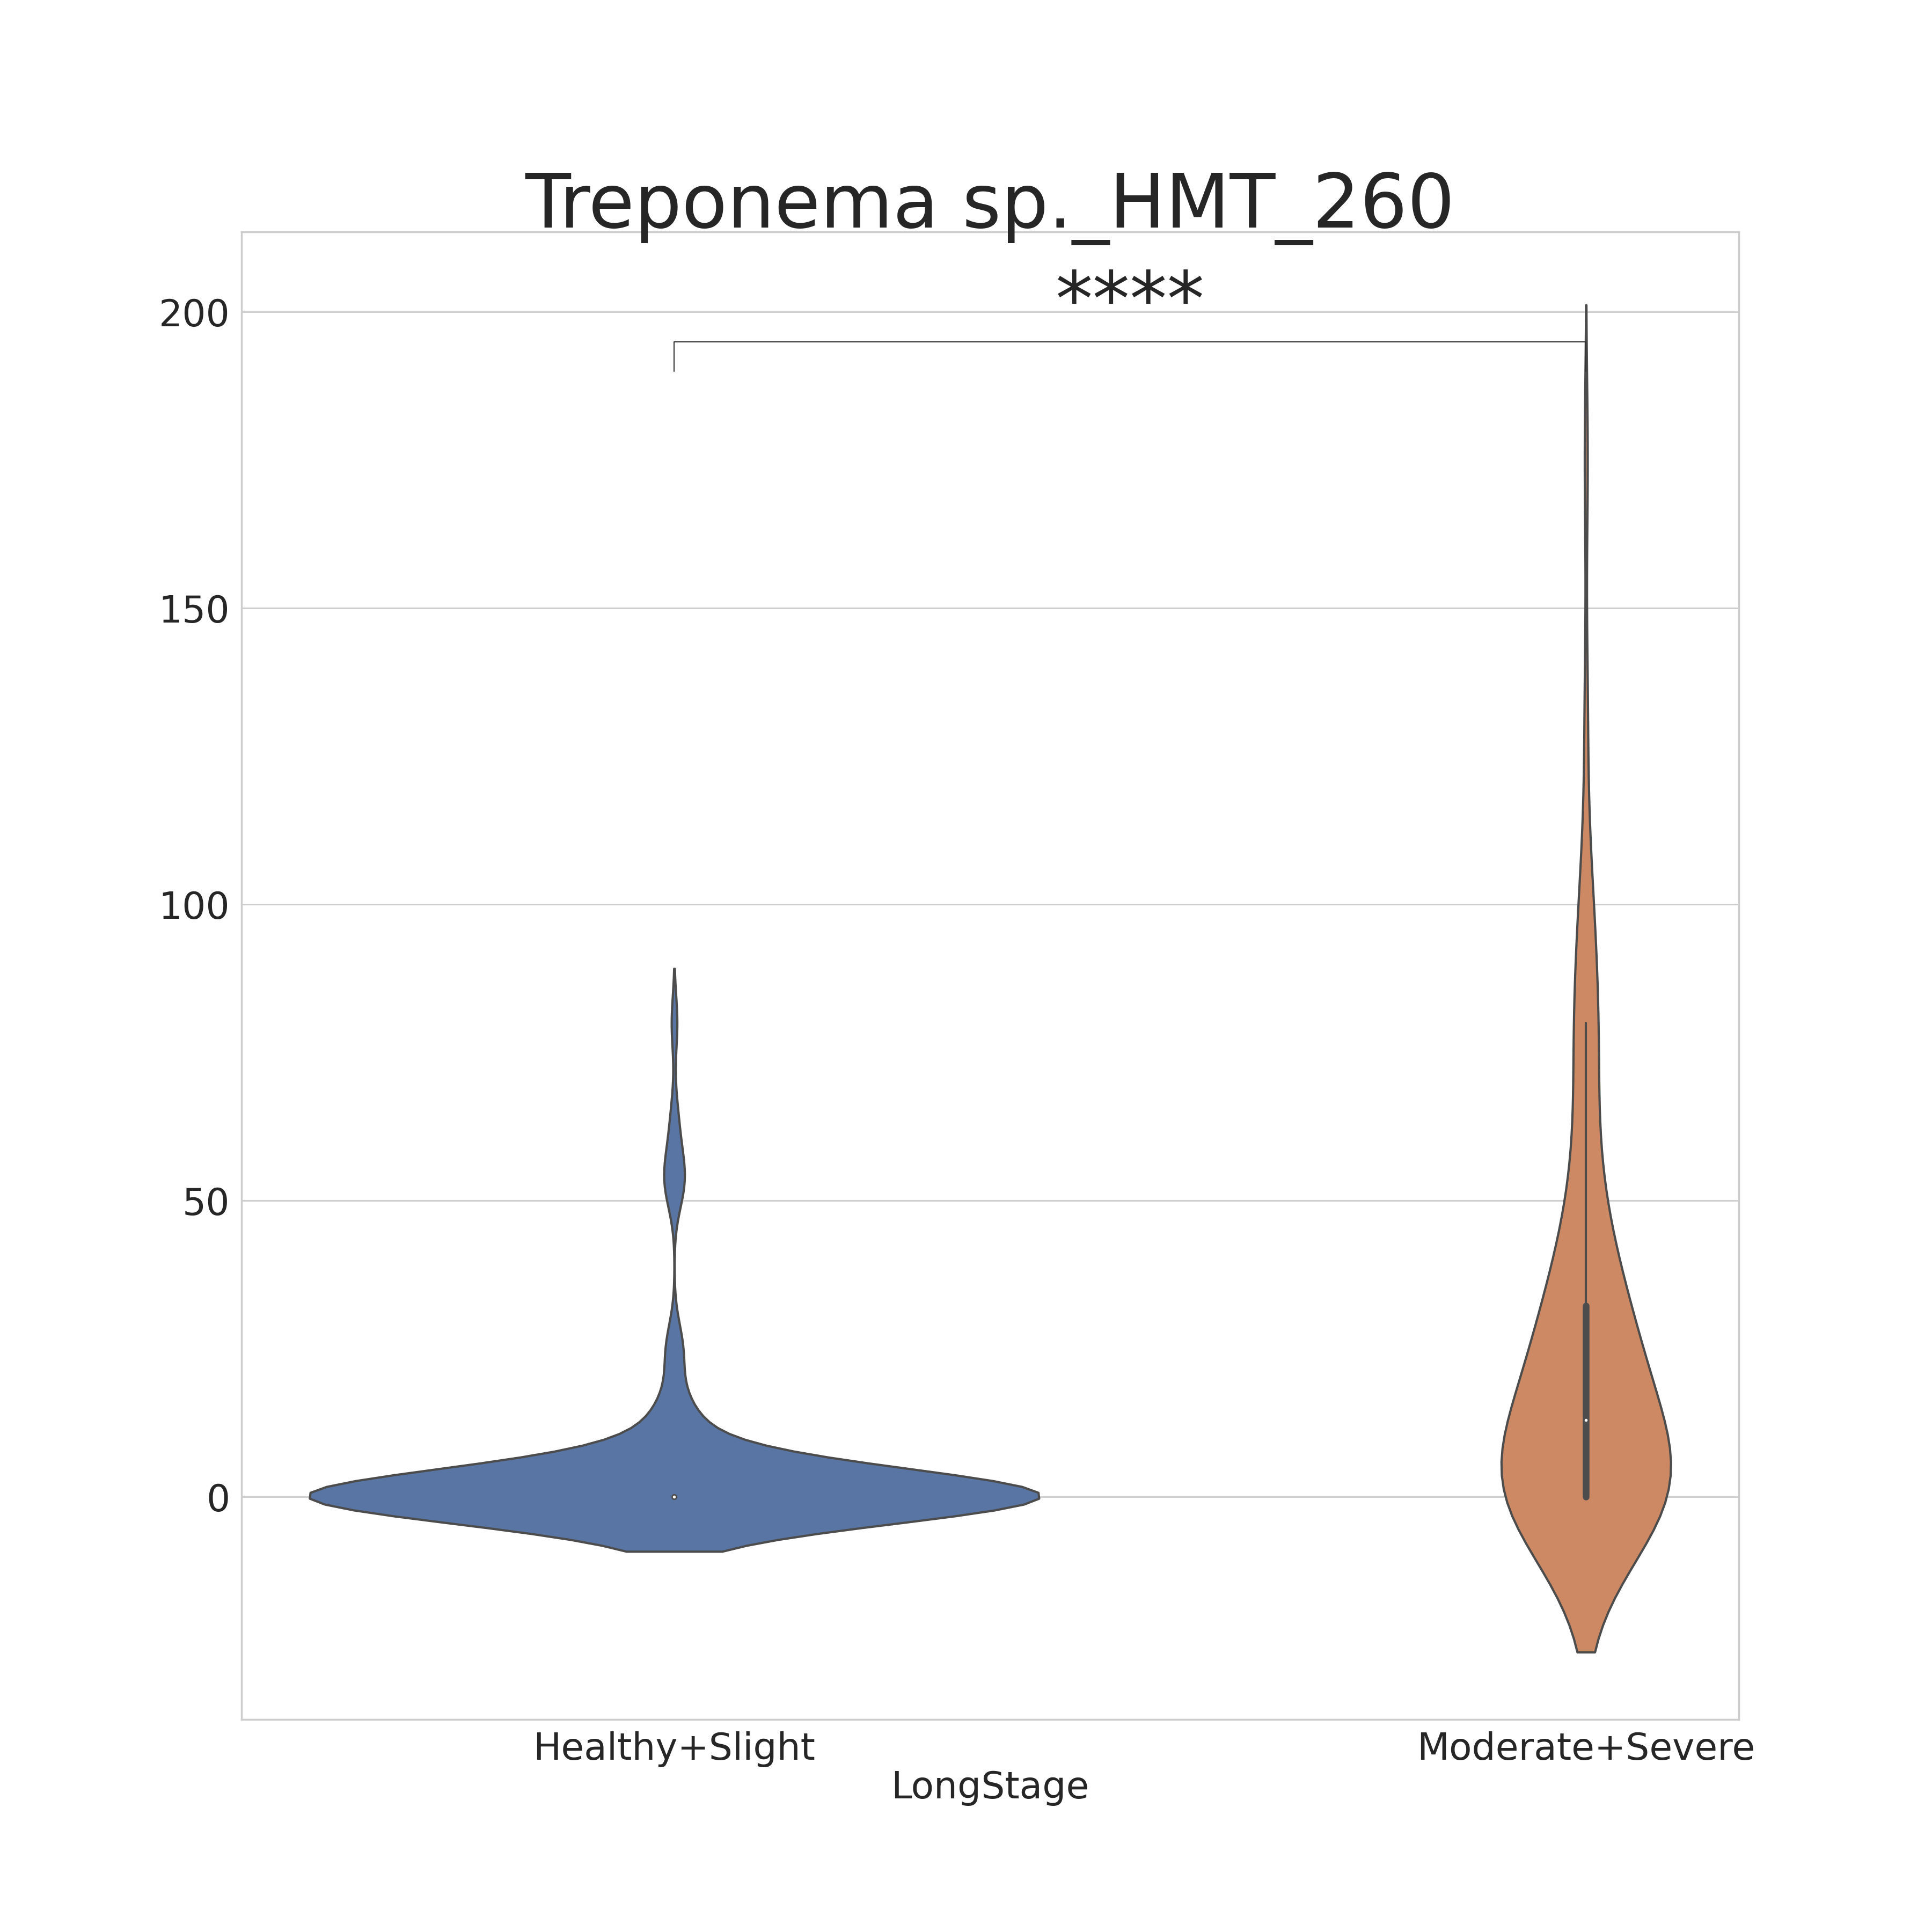 Treponema sp._HMT_260
****
200
150
100
50
0
Healthy+Slight Moderate+Severe
LongStage